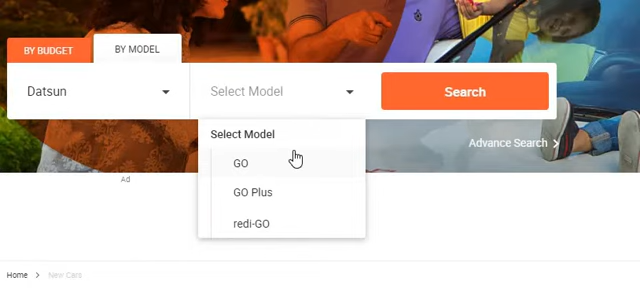 BY BUDGET
BY MODEL
Datsun
Select Model
Search
Select Model
GO
GO Plus
redi-GO
Advance Search
Ad
Home
New Cars